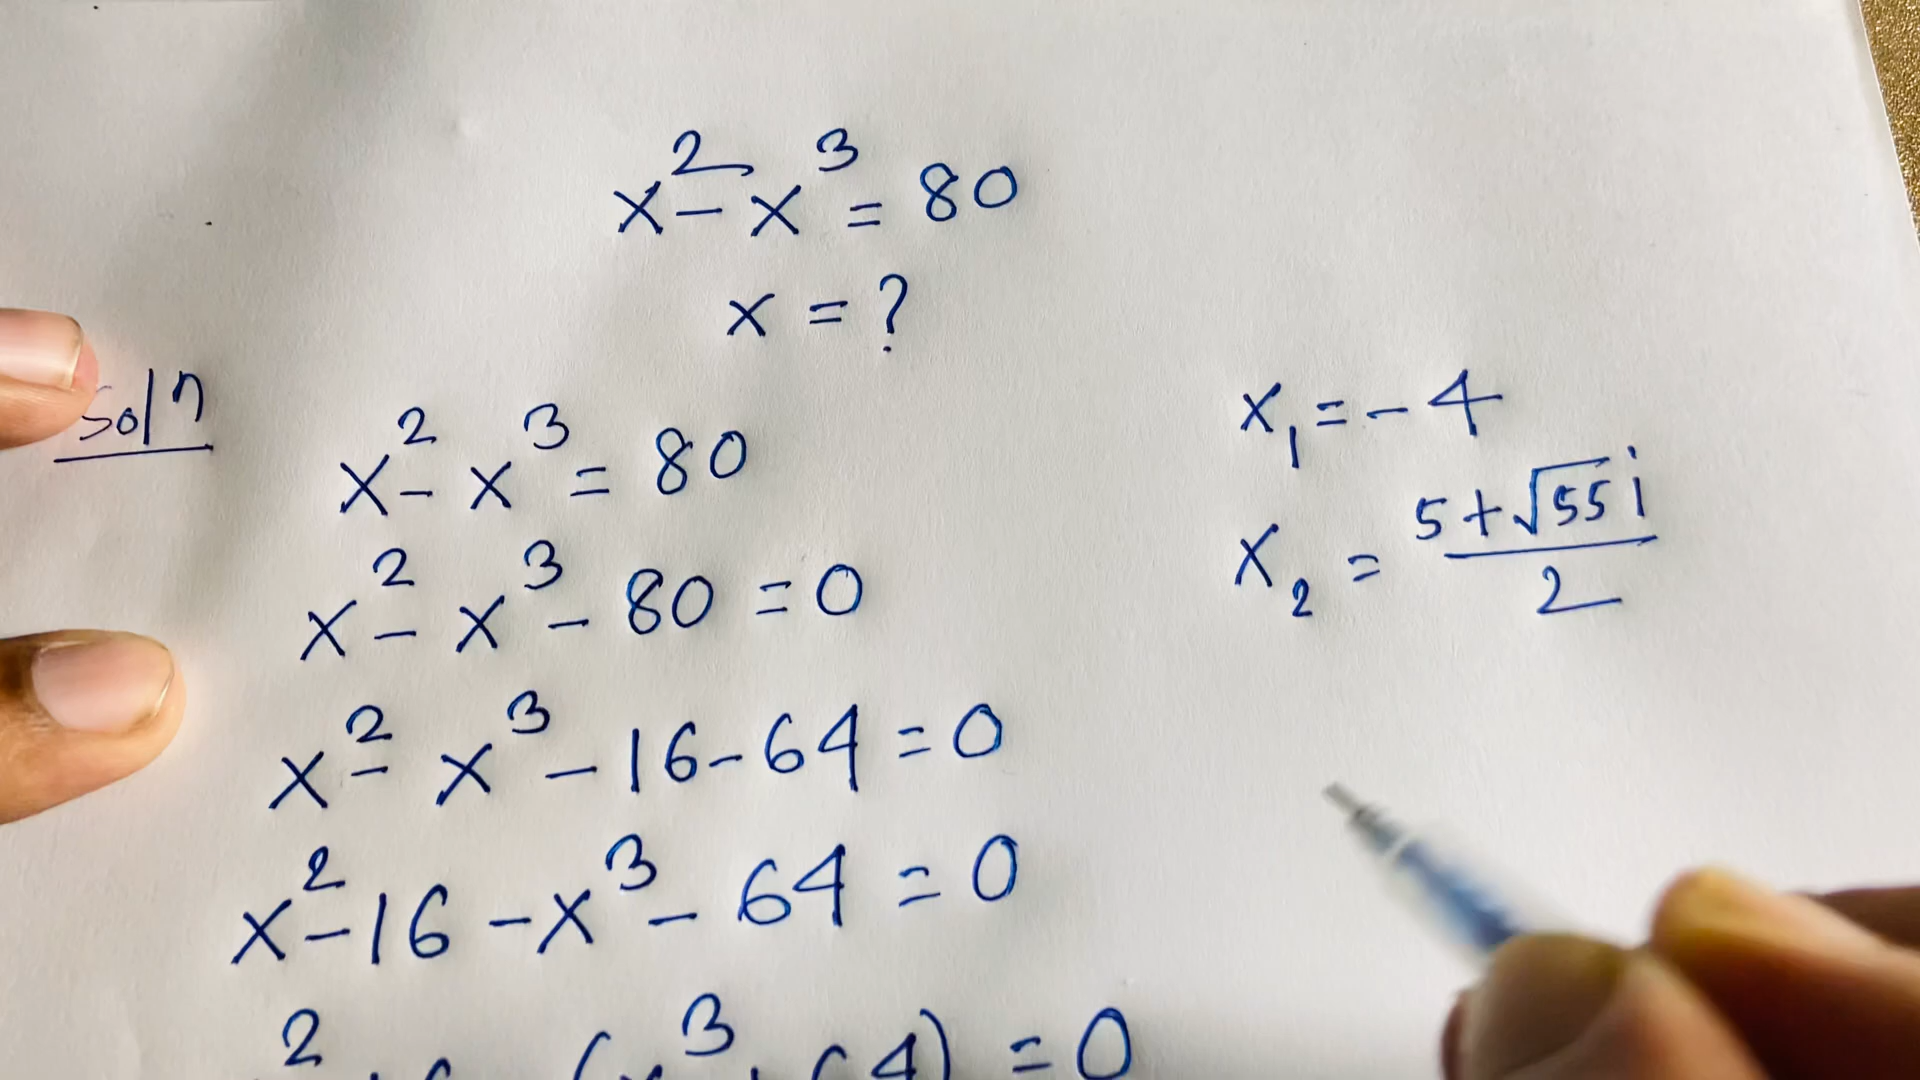 x² - x³ = 80
x = ?
Sol n
x² - x³ = 80
x² - x³ - 80 = 0
x² - x³ - 16 - 64 = 0
x² - 16 - x³ - 64 = 0
x₁ = - 4
x₂ = (5 + √55 i) / 2